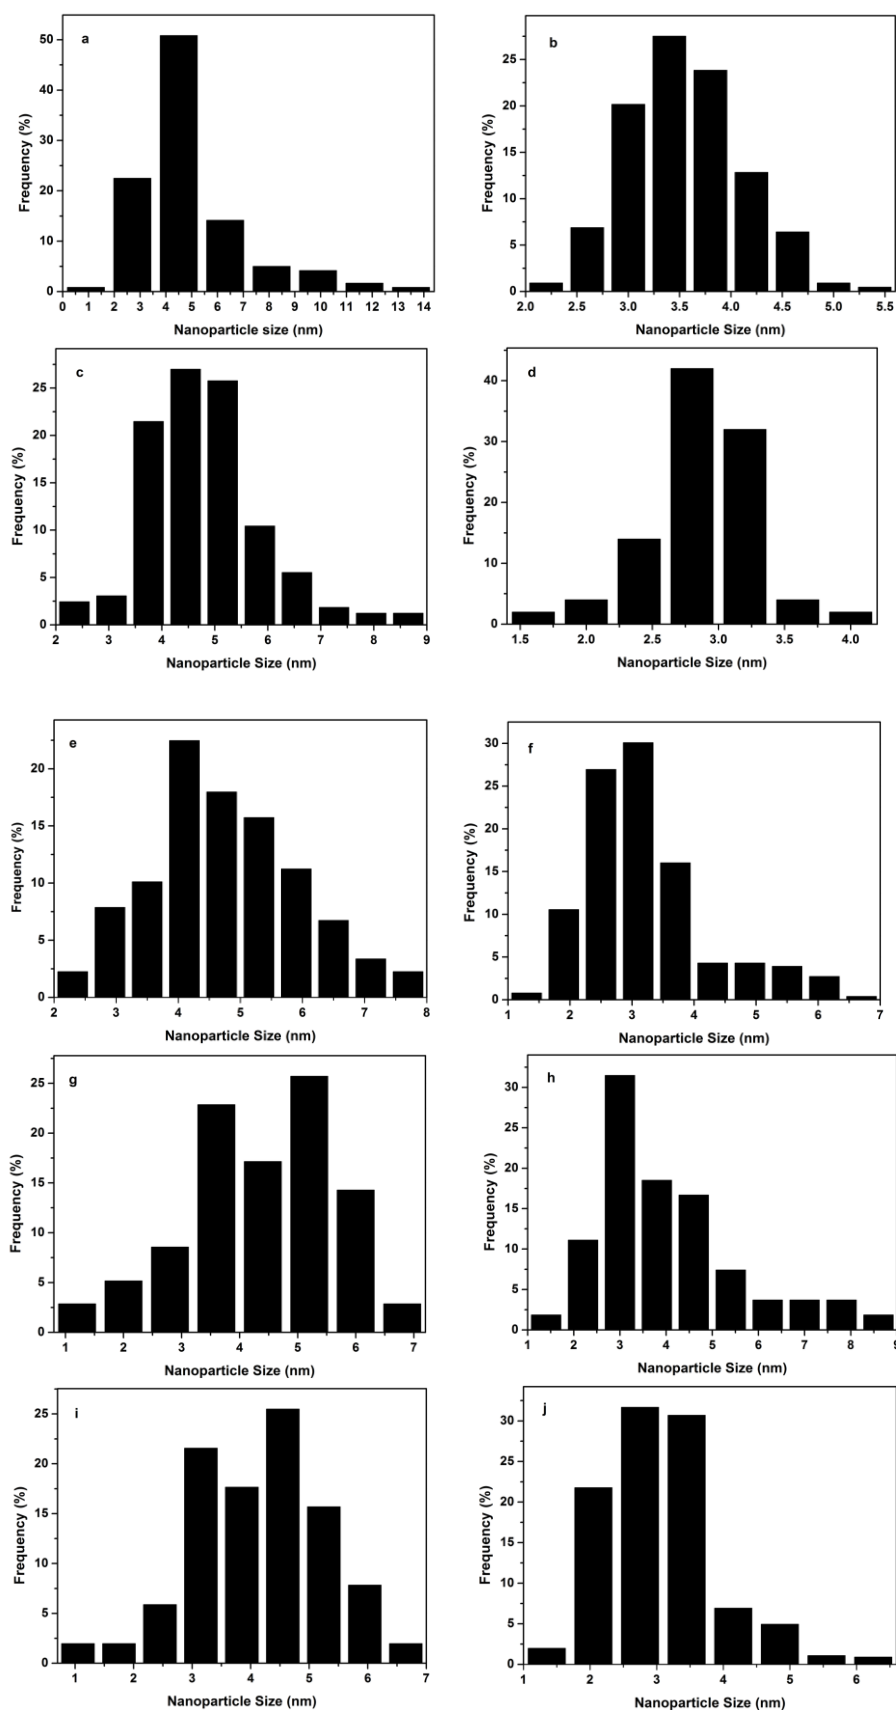 a
50
40
30
20
10
0
Frequency (%)
0 1 2 3 4 5 6 7 8 9 10 11 12 13 14
Nanoparticle size (nm)
b
25
20
15
10
5
0
Frequency (%)
2.0 2.5 3.0 3.5 4.0 4.5 5.0 5.5
Nanoparticle Size (nm)
c
25
20
15
10
5
0
Frequency (%)
2 3 4 5 6 7 8 9
Nanoparticle Size (nm)
d
40
30
20
10
0
Frequency (%)
1.5 2.0 2.5 3.0 3.5 4.0
Nanoparticle Size (nm)
e
20
15
10
5
0
Frequency (%)
2 3 4 5 6 7 8
Nanoparticle Size (nm)
f
30
25
20
15
10
5
0
Frequency (%)
1 2 3 4 5 6 7
Nanoparticle Size (nm)
g
25
20
15
10
5
0
Frequency (%)
1 2 3 4 5 6 7
Nanoparticle Size (nm)
h
30
25
20
15
10
5
0
Frequency (%)
1 2 3 4 5 6 7 8 9
Nanoparticle Size (nm)
i
25
20
15
10
5
0
Frequency (%)
1 2 3 4 5 6 7
Nanoparticle Size (nm)
j
30
25
20
15
10
5
0
Frequency (%)
1 2 3 4 5 6
Nanoparticle Size (nm)